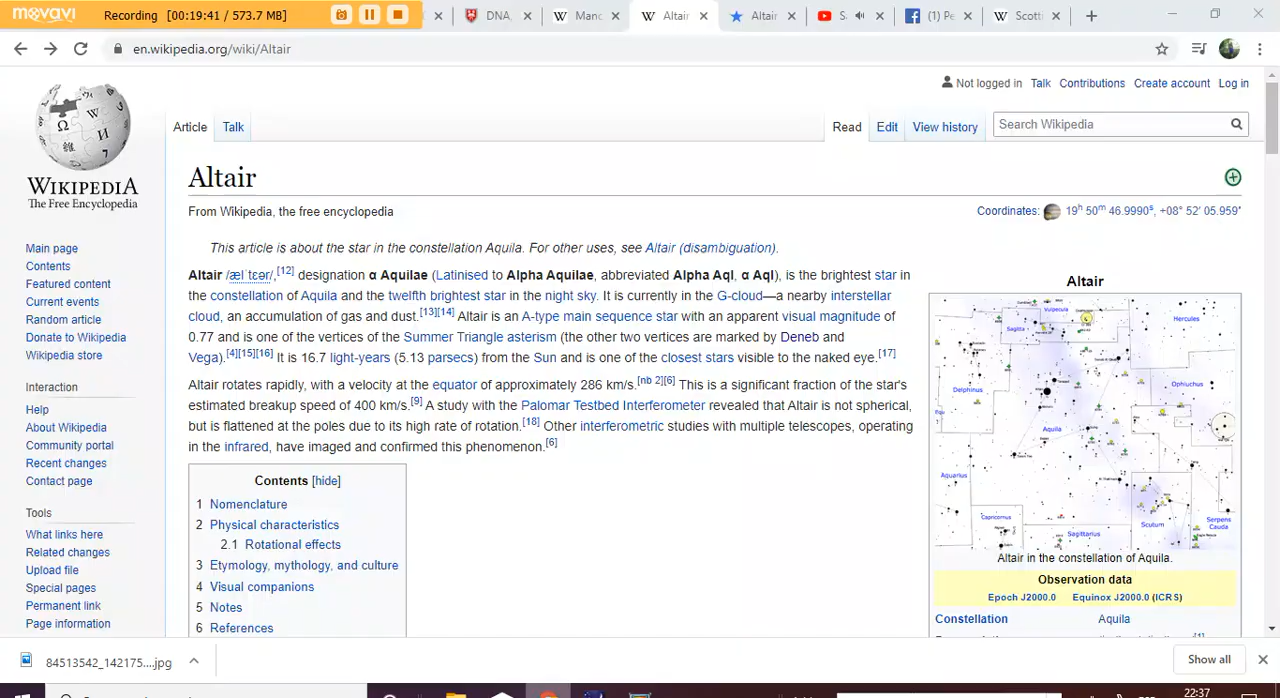 movavi Recording [00:19:41 / 573.7 MB]
DNA Manc Altair Altair S (1) Pe Scotti
en.wikipedia.org/wiki/Altair
Not logged in Talk Contributions Create account Log in
Article Talk Read Edit View history Search Wikipedia
WIKIPEDIA
The Free Encyclopedia
Main page
Contents
Featured content
Current events
Random article
Donate to Wikipedia
Wikipedia store
Interaction
Help
About Wikipedia
Community portal
Recent changes
Contact page
Tools
What links here
Related changes
Upload file
Special pages
Permanent link
Page information
Altair
From Wikipedia, the free encyclopedia
Coordinates: 19h 50m 46.9990s, +08° 52′ 05.959″
This article is about the star in the constellation Aquila. For other uses, see Altair (disambiguation).
Altair /ælˈtɛər/,[12] designation α Aquilae (Latinised to Alpha Aquilae, abbreviated Alpha Aql, α Aql), is the brightest star in
the constellation of Aquila and the twelfth brightest star in the night sky. It is currently in the G-cloud—a nearby interstellar
cloud, an accumulation of gas and dust.[13][14] Altair is an A-type main sequence star with an apparent visual magnitude of
0.77 and is one of the vertices of the Summer Triangle asterism (the other two vertices are marked by Deneb and
Vega).[4][15][16] It is 16.7 light-years (5.13 parsecs) from the Sun and is one of the closest stars visible to the naked eye.[17]
Altair rotates rapidly, with a velocity at the equator of approximately 286 km/s.[nb 2][6] This is a significant fraction of the star's
estimated breakup speed of 400 km/s.[9] A study with the Palomar Testbed Interferometer revealed that Altair is not spherical,
but is flattened at the poles due to its high rate of rotation.[18] Other interferometric studies with multiple telescopes, operating
in the infrared, have imaged and confirmed this phenomenon.[6]
Contents [hide]
1 Nomenclature
2 Physical characteristics
2.1 Rotational effects
3 Etymology, mythology, and culture
4 Visual companions
5 Notes
6 References
Altair
Vulpecula
Hercules
Sagitta
Delphinus
Ophiuchus
Aquila
Aquarius
Capricornus
Scutum
Serpens
Cauda
Sagittarius
Altair in the constellation of Aquila.
Observation data
Epoch J2000.0 Equinox J2000.0 (ICRS)
Constellation Aquila
84513542_142175....jpg
Show all
22:37